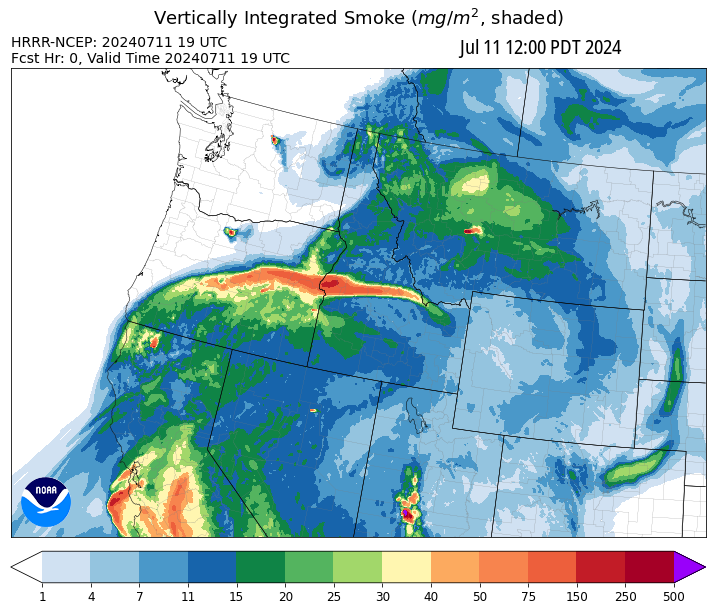 Vertically Integrated Smoke (mg/m², shaded)
HRRR-NCEP: 20240711 19 UTC
Jul 11 12:00 PDT 2024
Fcst Hr: 0, Valid Time 20240711 19 UTC
NOAA
1 4 7 11 15 20 25 30 40 50 75 150 250 500